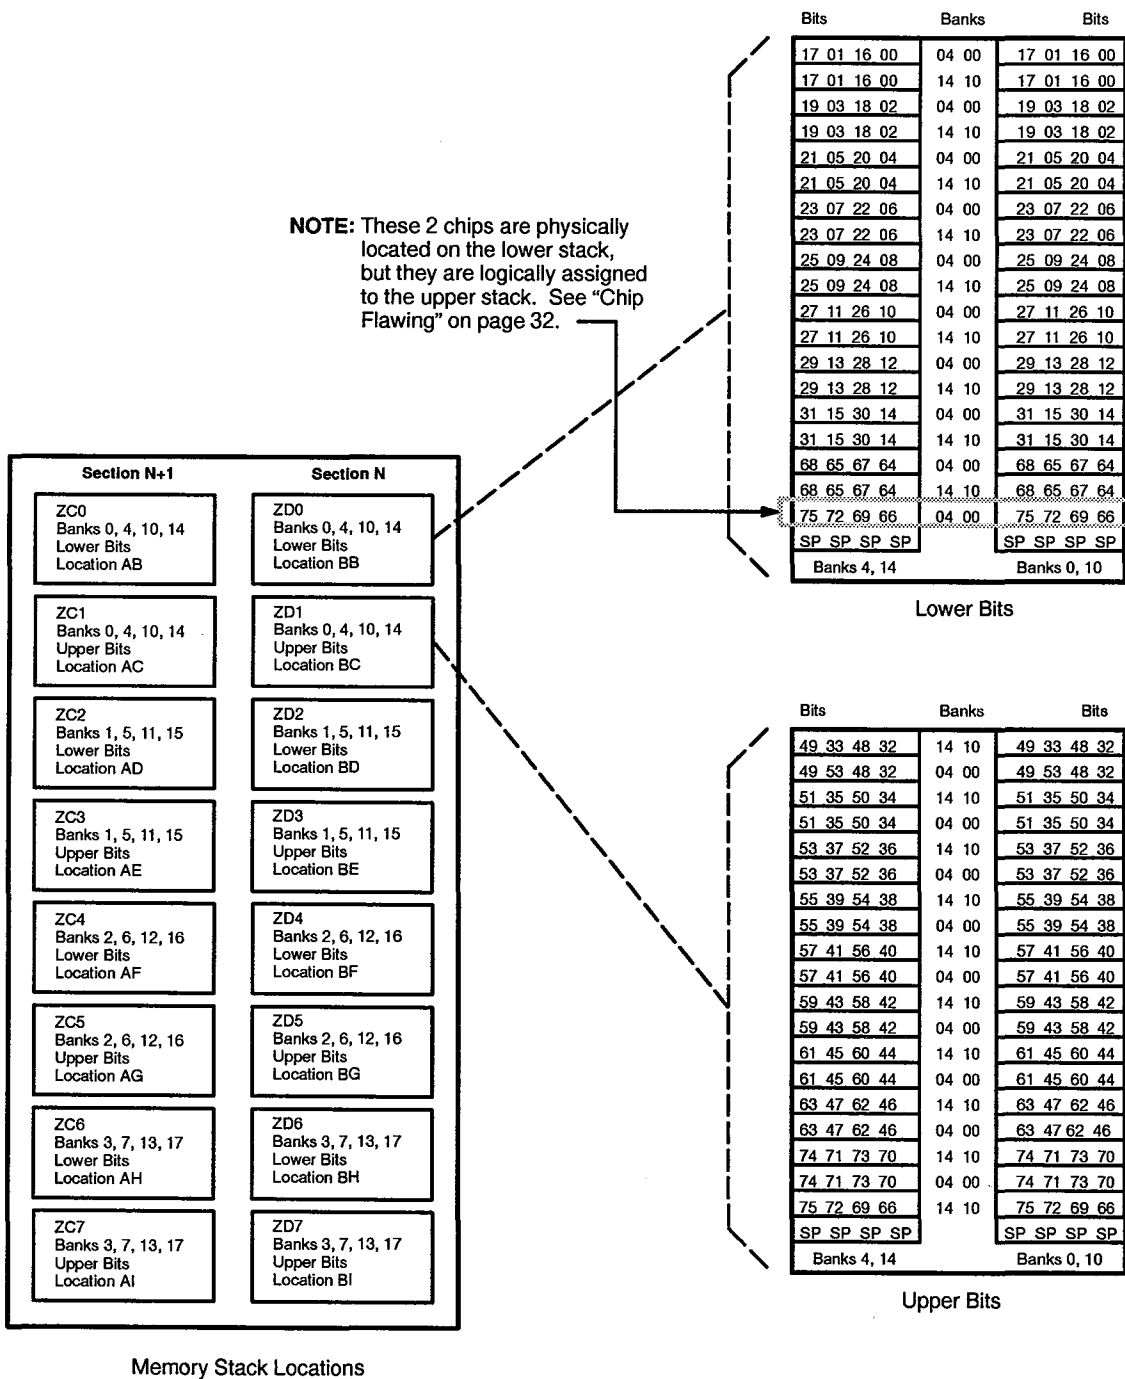 Bits Banks Bits
17 01 16 00 04 00 17 01 16 00
17 01 16 00 14 10 17 01 16 00
19 03 18 02 04 00 19 03 18 02
19 03 18 02 14 10 19 03 18 02
21 05 20 04 04 00 21 05 20 04
21 05 20 04 14 10 21 05 20 04
23 07 22 06 04 00 23 07 22 06
23 07 22 06 14 10 23 07 22 06
25 09 24 08 04 00 25 09 24 08
25 09 24 08 14 10 25 09 24 08
27 11 26 10 04 00 27 11 26 10
27 11 26 10 14 10 27 11 26 10
29 13 28 12 04 00 29 13 28 12
29 13 28 12 14 10 29 13 28 12
31 15 30 14 04 00 31 15 30 14
31 15 30 14 14 10 31 15 30 14
68 65 67 64 04 00 68 65 67 64
68 65 67 64 14 10 68 65 67 64
75 72 69 66 04 00 75 72 69 66
SP SP SP SP SP SP SP SP
Banks 4, 14 Banks 0, 10
Lower Bits
NOTE: These 2 chips are physically
located on the lower stack,
but they are logically assigned
to the upper stack. See “Chip
Flawing” on page 32.
Section N+1 Section N
ZC0
Banks 0, 4, 10, 14
Lower Bits
Location AB
ZD0
Banks 0, 4, 10, 14
Lower Bits
Location BB
ZC1
Banks 0, 4, 10, 14
Upper Bits
Location AC
ZD1
Banks 0, 4, 10, 14
Upper Bits
Location BC
ZC2
Banks 1, 5, 11, 15
Lower Bits
Location AD
ZD2
Banks 1, 5, 11, 15
Lower Bits
Location BD
ZC3
Banks 1, 5, 11, 15
Upper Bits
Location AE
ZD3
Banks 1, 5, 11, 15
Upper Bits
Location BE
ZC4
Banks 2, 6, 12, 16
Lower Bits
Location AF
ZD4
Banks 2, 6, 12, 16
Lower Bits
Location BF
ZC5
Banks 2, 6, 12, 16
Upper Bits
Location AG
ZD5
Banks 2, 6, 12, 16
Upper Bits
Location BG
ZC6
Banks 3, 7, 13, 17
Lower Bits
Location AH
ZD6
Banks 3, 7, 13, 17
Lower Bits
Location BH
ZC7
Banks 3, 7, 13, 17
Upper Bits
Location AI
ZD7
Banks 3, 7, 13, 17
Upper Bits
Location BI
Memory Stack Locations
Bits Banks Bits
49 33 48 32 14 10 49 33 48 32
49 53 48 32 04 00 49 53 48 32
51 35 50 34 14 10 51 35 50 34
51 35 50 34 04 00 51 35 50 34
53 37 52 36 14 10 53 37 52 36
53 37 52 36 04 00 53 37 52 36
55 39 54 38 14 10 55 39 54 38
55 39 54 38 04 00 55 39 54 38
57 41 56 40 14 10 57 41 56 40
57 41 56 40 04 00 57 41 56 40
59 43 58 42 14 10 59 43 58 42
59 43 58 42 04 00 59 43 58 42
61 45 60 44 14 10 61 45 60 44
61 45 60 44 04 00 61 45 60 44
63 47 62 46 14 10 63 47 62 46
63 47 62 46 04 00 63 47 62 46
74 71 73 70 14 10 74 71 73 70
74 71 73 70 04 00 74 71 73 70
75 72 69 66 14 10 75 72 69 66
SP SP SP SP SP SP SP SP
Banks 4, 14 Banks 0, 10
Upper Bits